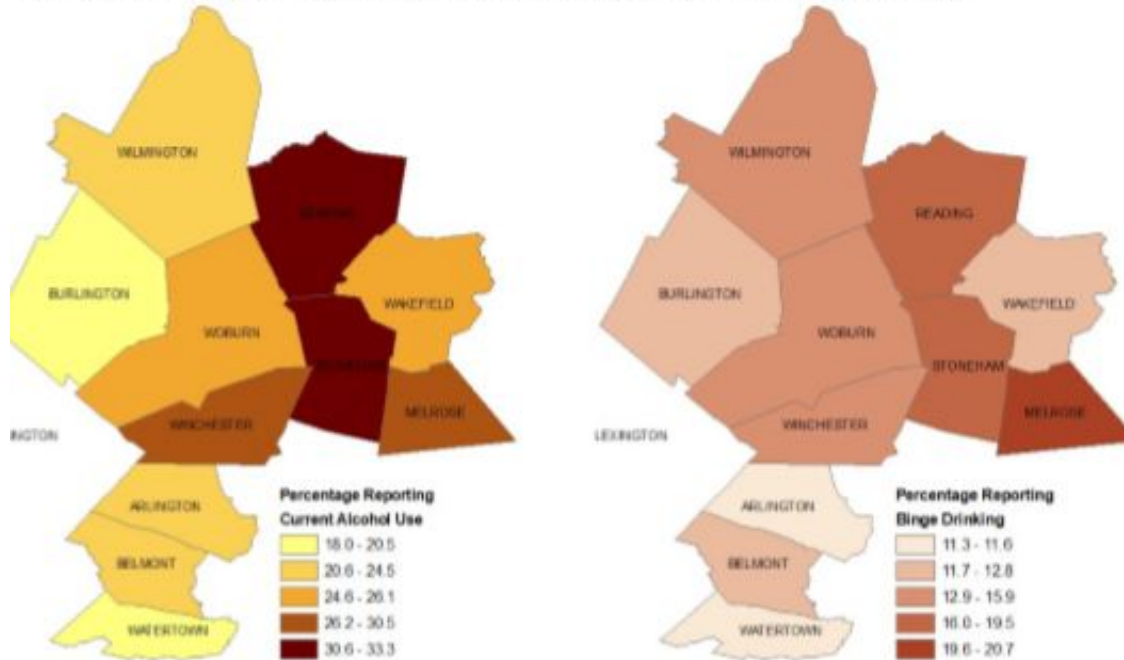 WILMINGTON
BURLINGTON
WOBURN
WAKEFIELD
WINCHESTER
MELROSE
INGTON
ARLINGTON
BELMONT
WATERTOWN
Percentage Reporting
Current Alcohol Use
18.0 - 20.5
20.6 - 24.5
24.6 - 26.1
26.2 - 30.5
30.6 - 33.3
WILMINGTON
READING
BURLINGTON
WAKEFIELD
WOBURN
STONEHAM
MELROSE
WINCHESTER
LEXINGTON
ARLINGTON
BELMONT
WATERTOWN
Percentage Reporting
Binge Drinking
11.3 - 11.6
11.7 - 12.8
12.9 - 15.9
16.0 - 19.5
19.6 - 20.7